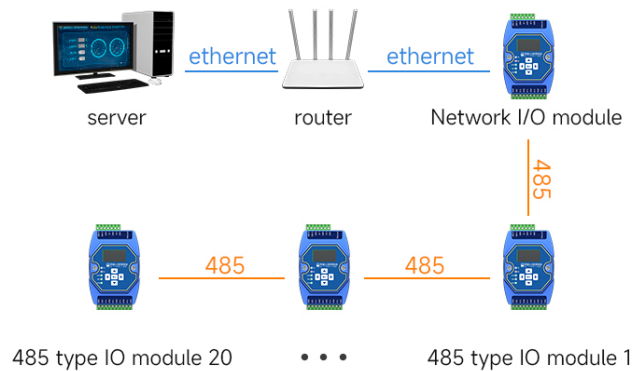 ethernet
ethernet
server
router
Network I/O module
485
485
485
485 type IO module 20
• • •
485 type IO module 1